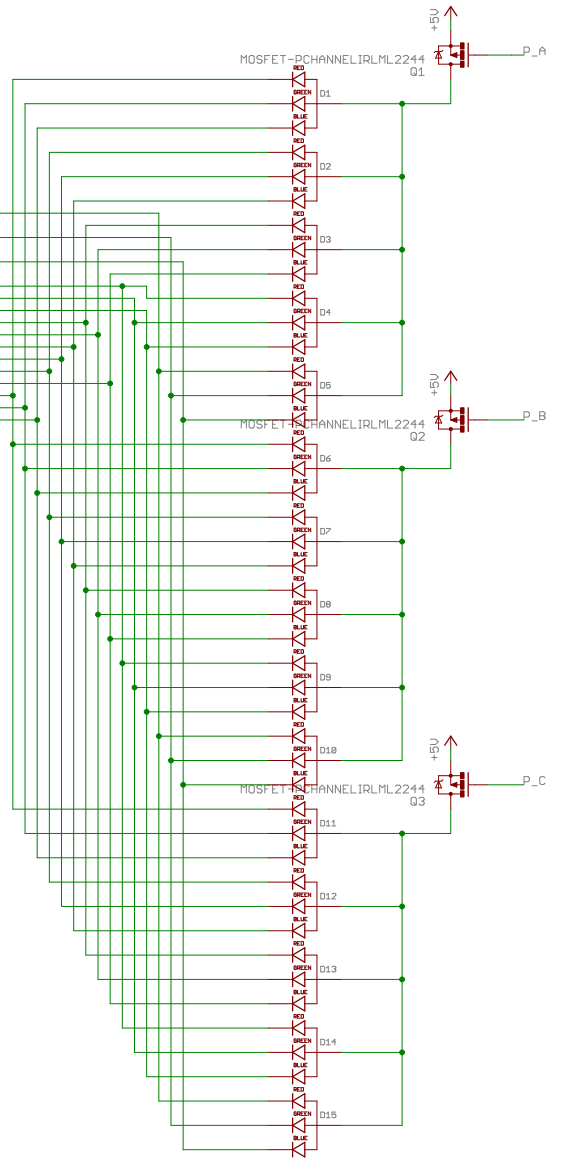 +5V
P_A
MOSFET-PCHANNELIRLML2244
Q1
RED
GREEN
D1
BLUE
RED
GREEN
D2
BLUE
RED
GREEN
D3
BLUE
RED
GREEN
D4
BLUE
RED
GREEN
D5
BLUE
+5V
P_B
MOSFET-PCHANNELIRLML2244
Q2
RED
GREEN
D6
BLUE
RED
GREEN
D7
BLUE
RED
GREEN
D8
BLUE
RED
GREEN
D9
BLUE
RED
GREEN
D10
BLUE
+5V
P_C
MOSFET-PCHANNELIRLML2244
Q3
RED
GREEN
D11
BLUE
RED
GREEN
D12
BLUE
RED
GREEN
D13
BLUE
RED
GREEN
D14
BLUE
RED
GREEN
D15
BLUE